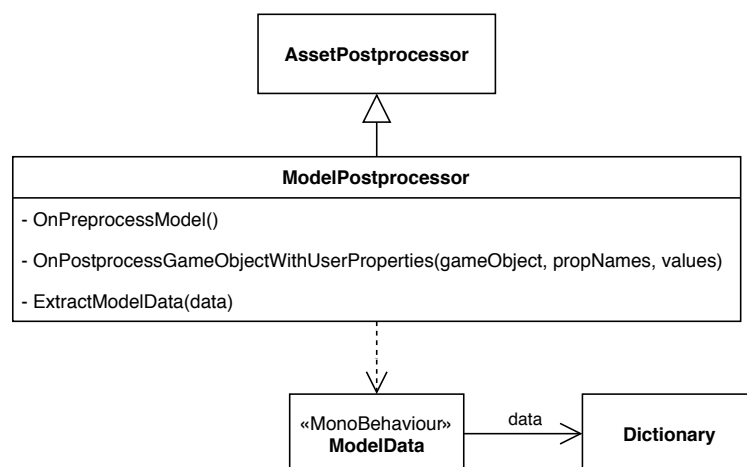 AssetPostprocessor
ModelPostprocessor
- OnPreprocessModel()
- OnPostprocessGameObjectWithUserProperties(gameObject, propNames, values)
- ExtractModelData(data)
«MonoBehaviour»
ModelData
data
Dictionary